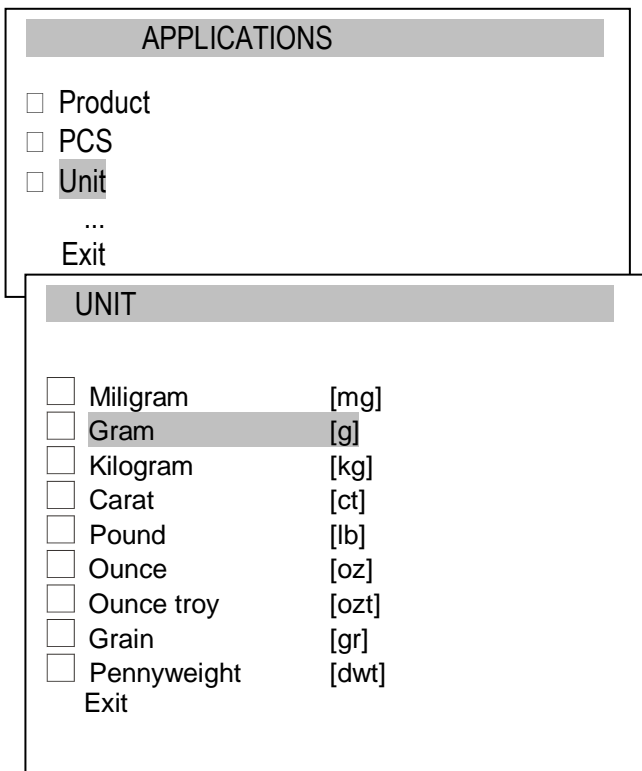 APPLICATIONS
Product
PCS
Unit
...
Exit
UNIT
Miligram [mg]
Gram [g]
Kilogram [kg]
Carat [ct]
Pound [lb]
Ounce [oz]
Ounce troy [ozt]
Grain [gr]
Pennyweight [dwt]
Exit